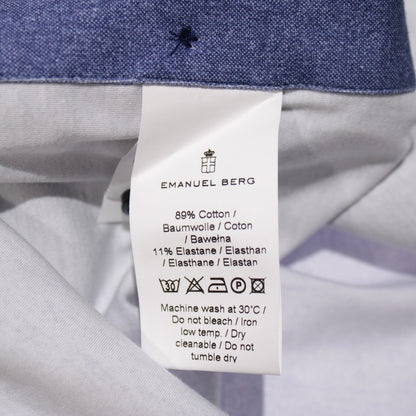 EMANUEL BERG
89% Cotton /
Baumwolle / Coton
/ Bawełna
11% Elastane / Elasthan
/ Elasthane / Elastan
Machine wash at 30°C /
Do not bleach / Iron
low temp. / Dry
cleanable / Do not
tumble dry